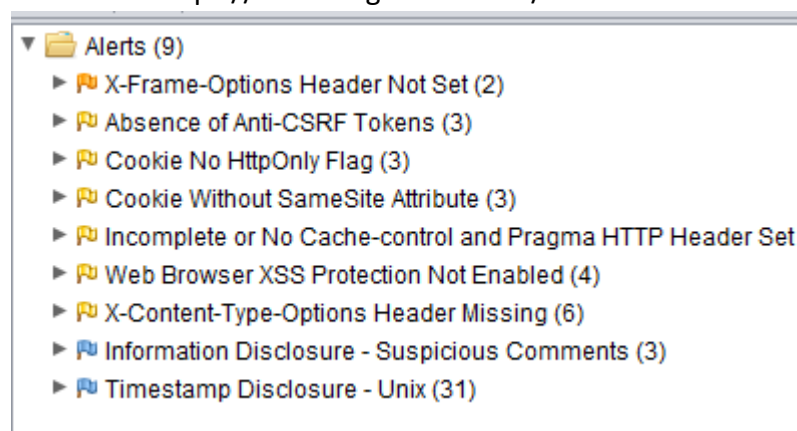 Alerts (9)
X-Frame-Options Header Not Set (2)
Absence of Anti-CSRF Tokens (3)
Cookie No HttpOnly Flag (3)
Cookie Without SameSite Attribute (3)
Incomplete or No Cache-control and Pragma HTTP Header Set
Web Browser XSS Protection Not Enabled (4)
X-Content-Type-Options Header Missing (6)
Information Disclosure - Suspicious Comments (3)
Timestamp Disclosure - Unix (31)